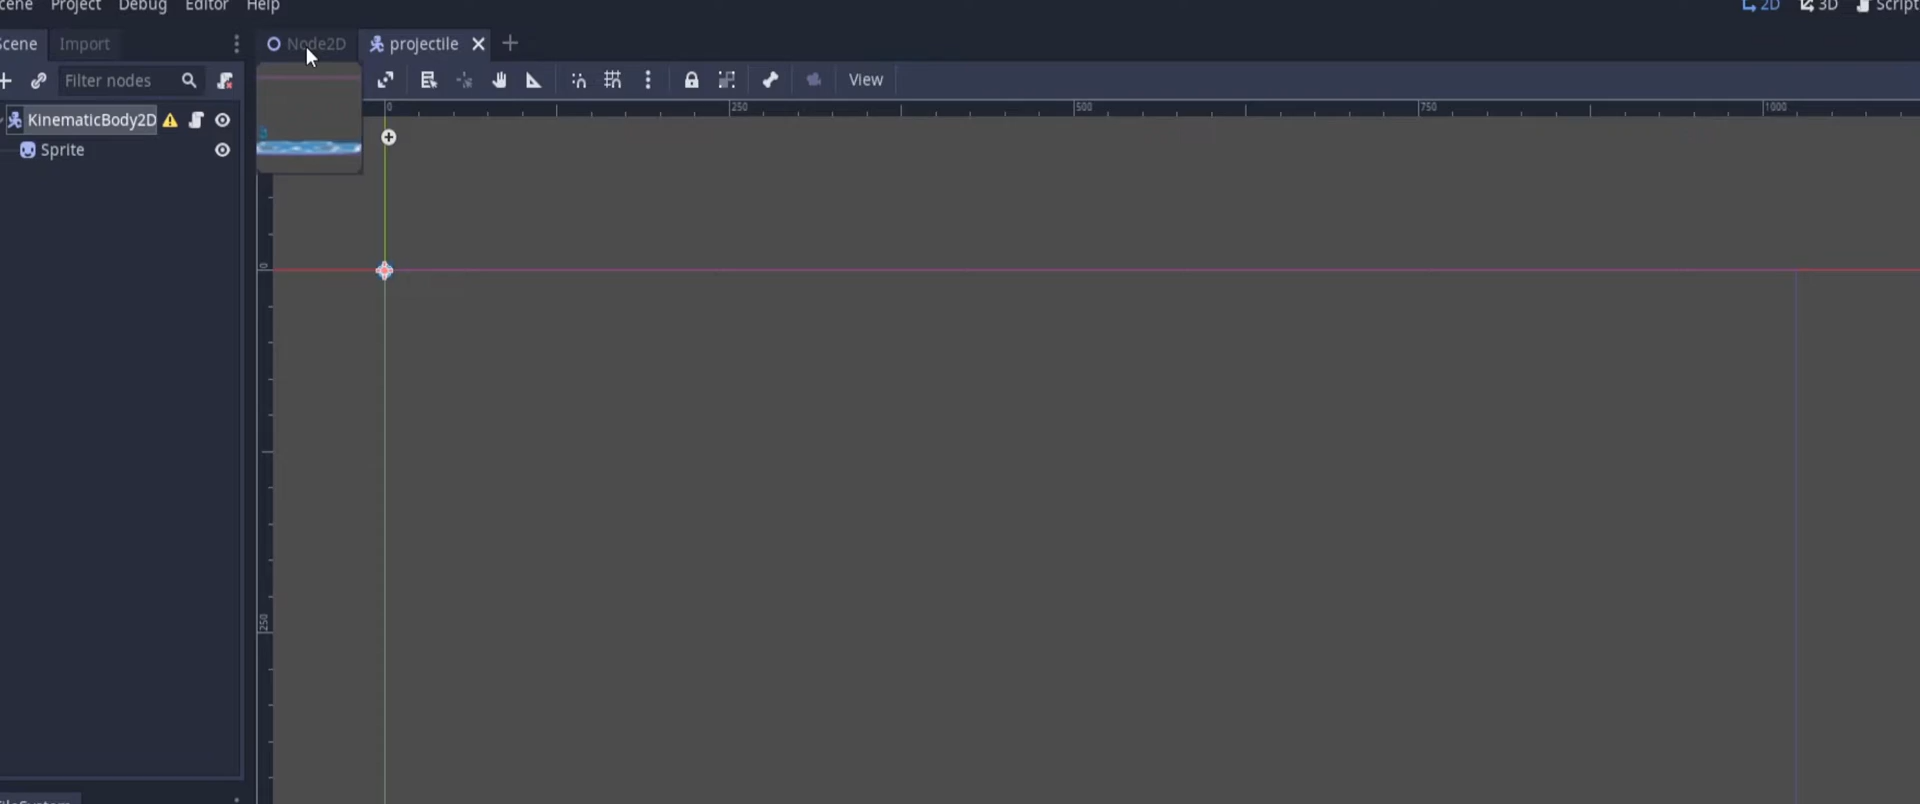 cene Project Debug Editor Help 2D 3D Script
Scene Import Node2D projectile
Filter nodes View
KinematicBody2D
Sprite
0 250 500 750 1000
0
250